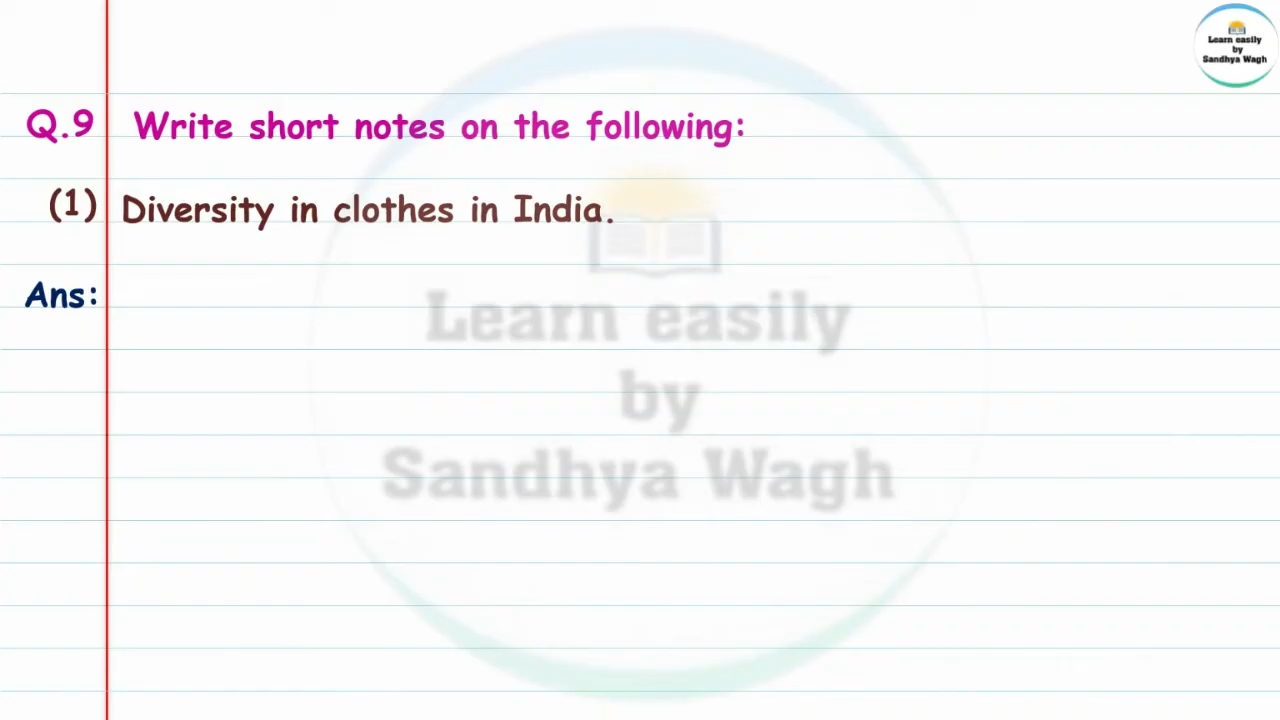 Learn easily
by
Sandhya Wagh
Q.9 Write short notes on the following:
(1) Diversity in clothes in India.
Ans:
Learn easily
by
Sandhya Wagh